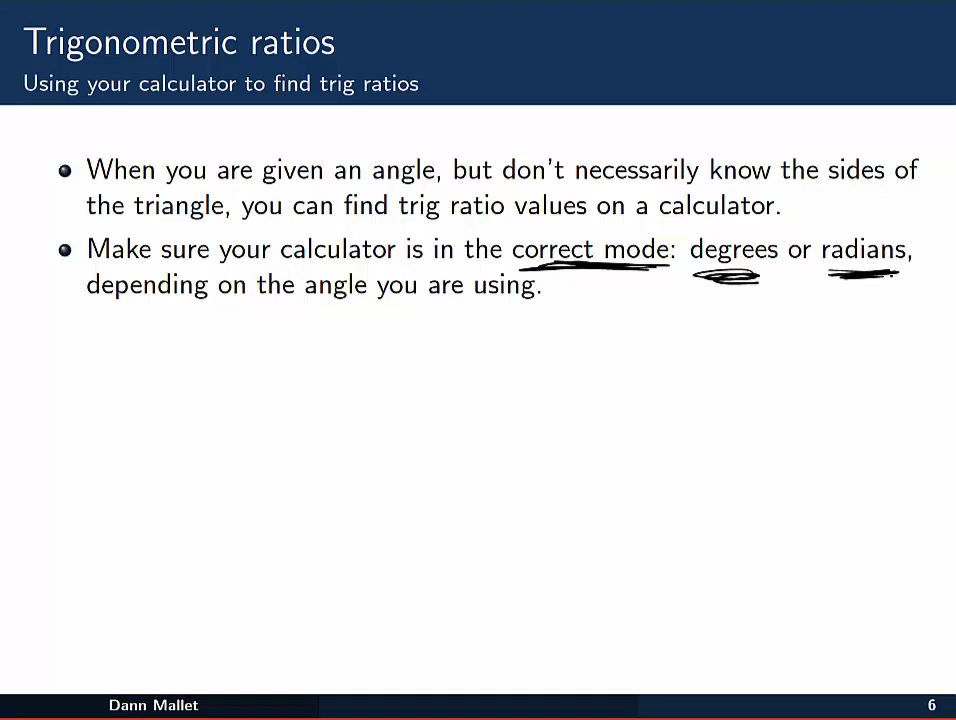 Trigonometric ratios
Using your calculator to find trig ratios
When you are given an angle, but don't necessarily know the sides of
the triangle, you can find trig ratio values on a calculator.
Make sure your calculator is in the correct mode: degrees or radians,
depending on the angle you are using.
Dann Mallet
6